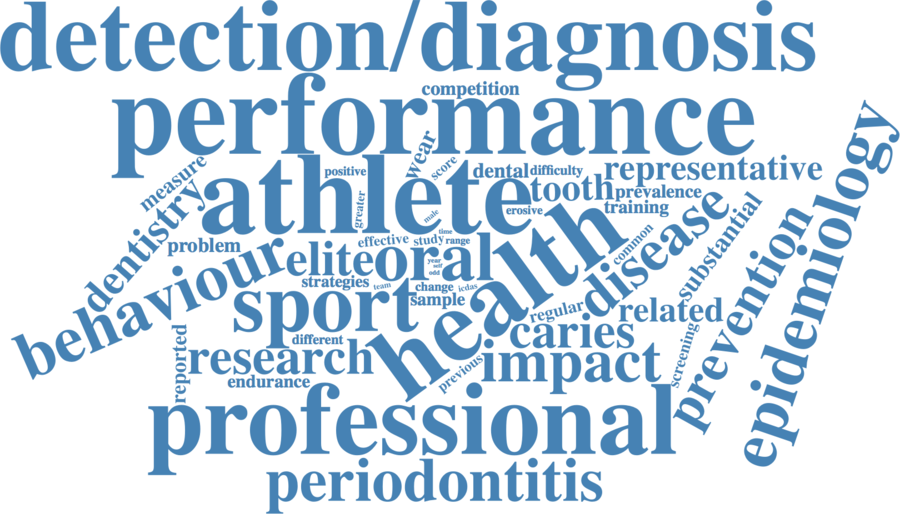 detection/diagnosis
competition
performance
epidemiology
wear
score
measure
positive
athlete
dental
difficulty
representative
tooth
prevalence
greater
male
erosive
training
dentistry
problem
behaviour
effective
study
time
range
elite
oral
year
self
odd
health
common
disease
substantial
prevention
strategies
team
change
icdas
sample
sport
regular
related
different
caries
reported
research
endurance
previous
impact
screening
professional
periodontitis